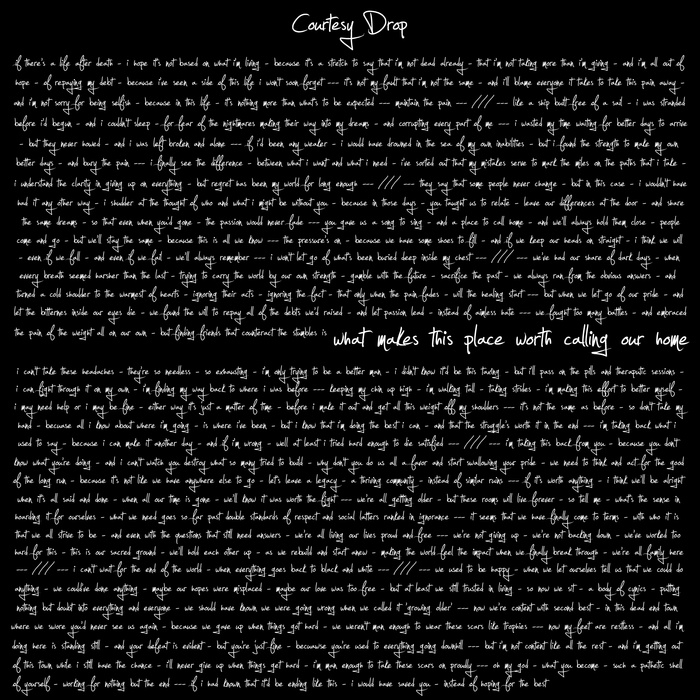 Courtesy Drop
if there's a life after death - i hope it's not based on what i'm living - because it's a stretch to say that i'm not dead already - that i'm not taking more than i'm giving - and i'm all out of
hope - of repaying my debt - because i've seen a side of this life i won't soon forget --- it's not my fault that i'm not the same - and i'll blame everyone it takes to take this pain away -
and i'm not sorry for being selfish - because in this life - it's nothing more than what's to be expected --- maintain the pain --- /// --- like a ship built free of a sail - i was stranded
before i'd begun - and i couldn't sleep - for fear of the nightmares making their way into my dreams - and corrupting every part of me --- i wasted my time waiting for better days to arrive
- but they never showed - and i was left broken and alone --- if i'd been any weaker - i would have drowned in the sea of my own inabilities - but i found the strength to make my own
better days - and bury the pain --- i finally see the difference - between what i want and what i need - i've sorted out that my mistakes serve to mark the miles on the paths that i take -
i understand the clarity in giving up on everything - but regret has been my world for long enough --- /// --- they say that some people never change - but in this case - i wouldn't have
had it any other way - i shudder at the thought of who and what i might be without you - because in those days - you taught us to relate - leave our differences at the door - and share
the same dreams - so that even when you'd gone - the passion would never fade --- you gave us a song to sing - and a place to call home - and we'll always hold them close - people
come and go - but we'll stay the same - because this is all we know --- the pressure's on - because we have some shoes to fill - and if we keep our heads on straight - i think we will
- even if we fall - and even if we fail - we'll always remember --- i won't let go of what's been buried deep inside my chest --- /// --- we've had our share of dark days - when
every breath seemed harsher than the last - trying to carry the world by our own strength - gamble with the future - sacrifice the past - we always ran from the obvious answers - and
turned a cold shoulder to the warmest of hearts - ignoring their acts - ignoring the fact - that only when the pain fades - will the healing start --- but when we let go of our pride - and
let the bitterness inside our eyes die - we found the will to repay all of the debts we'd raised - and let passion lead - instead of aimless hate --- we fought too many battles - and embraced
the pain of the weight all on our own - but finding friends that counteract the stumbles is what makes this place worth calling our home
i can't take these headaches - they're so needless - so exhausting - i'm only trying to be a better man - i didn't know it'd be this taxing - but i'll pass on the pills and therapeutic sessions -
i can fight through it on my own - i'm finding my way back to where i was before --- keeping my chin up high - i'm walking tall - taking strides - i'm making this effort to better myself -
i may need help or i may be fine - either way it's just a matter of time - before i make it out and get all this weight off my shoulders --- it's not the same as before - so don't take my
hand - because all i know about where i'm going - is where i've been - but i know that i'm doing the best i can - and that the struggle's worth it in the end --- i'm taking back what i
used to say - because i can make it another day - and if i'm wrong - well at least i tried hard enough to die satisfied --- /// --- i'm taking this back from you - because you don't
know what you're doing - and i can't watch you destroy what so many tried to build - why don't you do us all a favor and start swallowing your pride - we need to think and act for the good
of the long run - because it's not like we have anywhere else to go - let's leave a legacy - a thriving community - instead of similar ruins --- if it's worth anything - i think we'll be alright
when it's all said and done - when all our time is gone - we'll know it was worth the fight --- we're all getting older - but these rooms will live forever - so tell me - what's the sense in
hoarding it for ourselves - what we need goes so far past double standards of respect and social latters ranked in ignorance --- it seems that we have finally come to terms - with who it is
that we all strive to be - and even with the question that still need answers - we're all living our lives proud and free --- we're not giving up - we're not backing down - we've worked too
hard for this - this is our sacred ground - we'll hold each other up - as we rebuild and start anew - making the world feel the impact when we finally break through - we're all family here
--- /// --- i can't wait for the end of the world - when everything goes back to black and white --- /// --- we used to be happy - when we let ourselves tell us that we could do
anything - we could've done anything - maybe our hopes were misplaced - maybe our love was too free - but at least we still trusted in living - so now we sit - a body of cynics - putting
nothing but doubt into everything and everyone - we should have known we were going wrong when we called it 'growing older' --- now we're content with second best - in this dead end town
where we swore you'd never see us again - because we gave up when things got hard - we weren't man enough to wear these scars like trophies --- now my feet are restless - and all i'm
doing here is standing still - and your defeat is evident - but you're just fine - because you're used to everything going downhill --- but i'm not content like all the rest - and i'm getting out
of this town while i still have the chance - i'll never give up when things get hard - i'm man enough to take these scars on proudly --- oh my god - what you become - such a pathetic shell
of yourself - working for nothing but the end --- if i had known that it'd be ending like this - i would have saved you - instead of hoping for the best